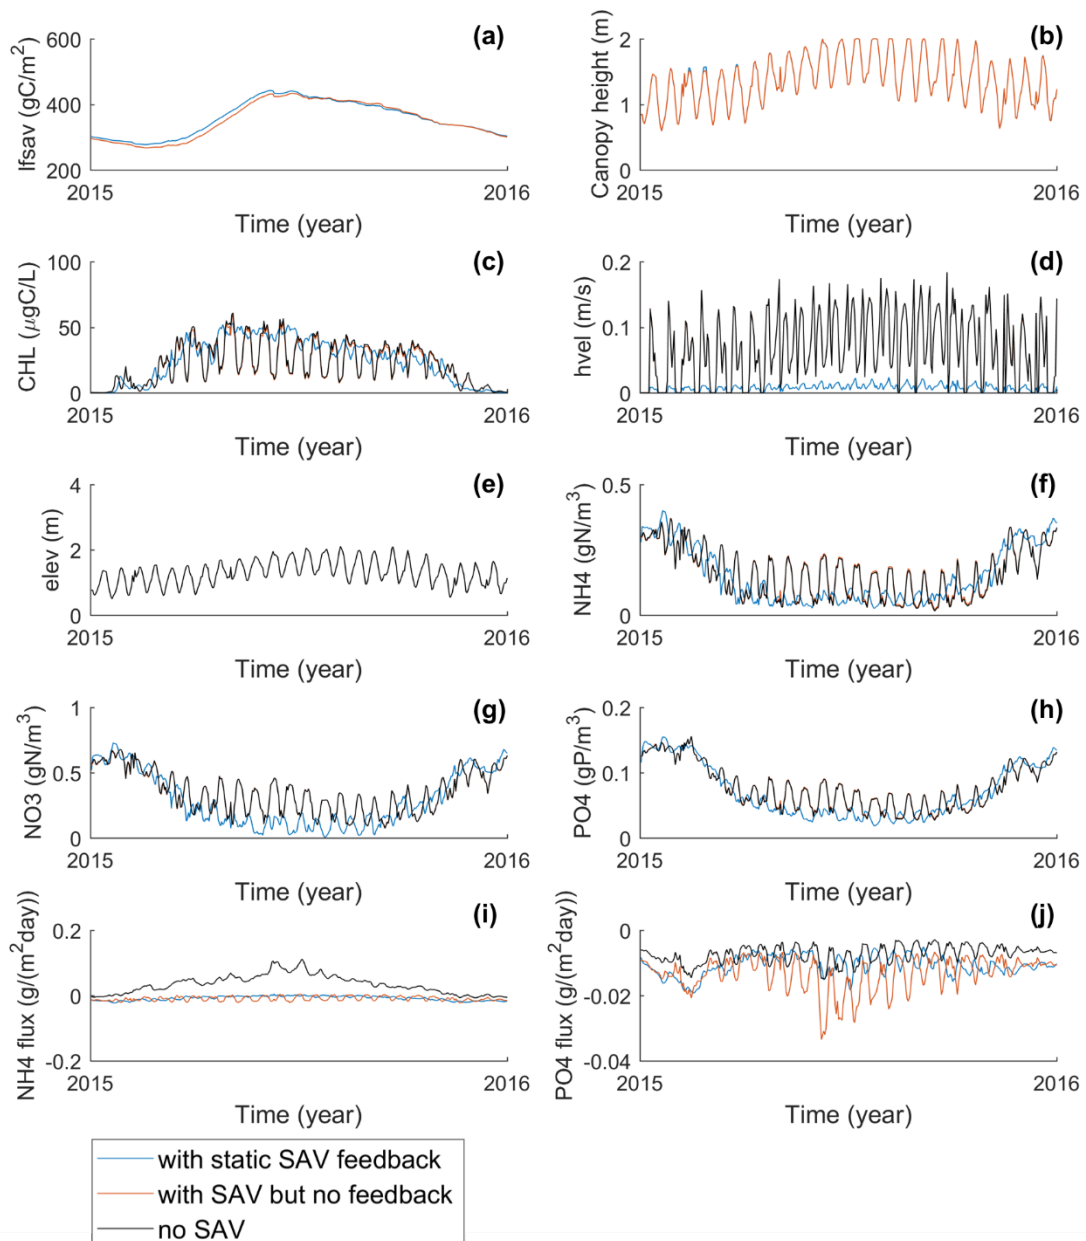 (a)
lfsav (gC/m²)
600
400
200
2015
2016
Time (year)
(b)
Canopy height (m)
2
1
0
2015
2016
Time (year)
(c)
CHL (μgC/L)
100
50
0
2015
2016
Time (year)
(d)
hvel (m/s)
0.2
0.1
0
2015
2016
Time (year)
(e)
elev (m)
4
2
0
2015
2016
Time (year)
(f)
NH4 (gN/m³)
0.5
0
2015
2016
Time (year)
(g)
NO3 (gN/m³)
1
0.5
0
2015
2016
Time (year)
(h)
PO4 (gP/m³)
0.2
0.1
0
2015
2016
Time (year)
(i)
NH4 flux (g/(m²day))
0.2
0
-0.2
2015
2016
Time (year)
(j)
PO4 flux (g/(m²day))
0
-0.02
-0.04
2015
2016
Time (year)
with static SAV feedback
with SAV but no feedback
no SAV